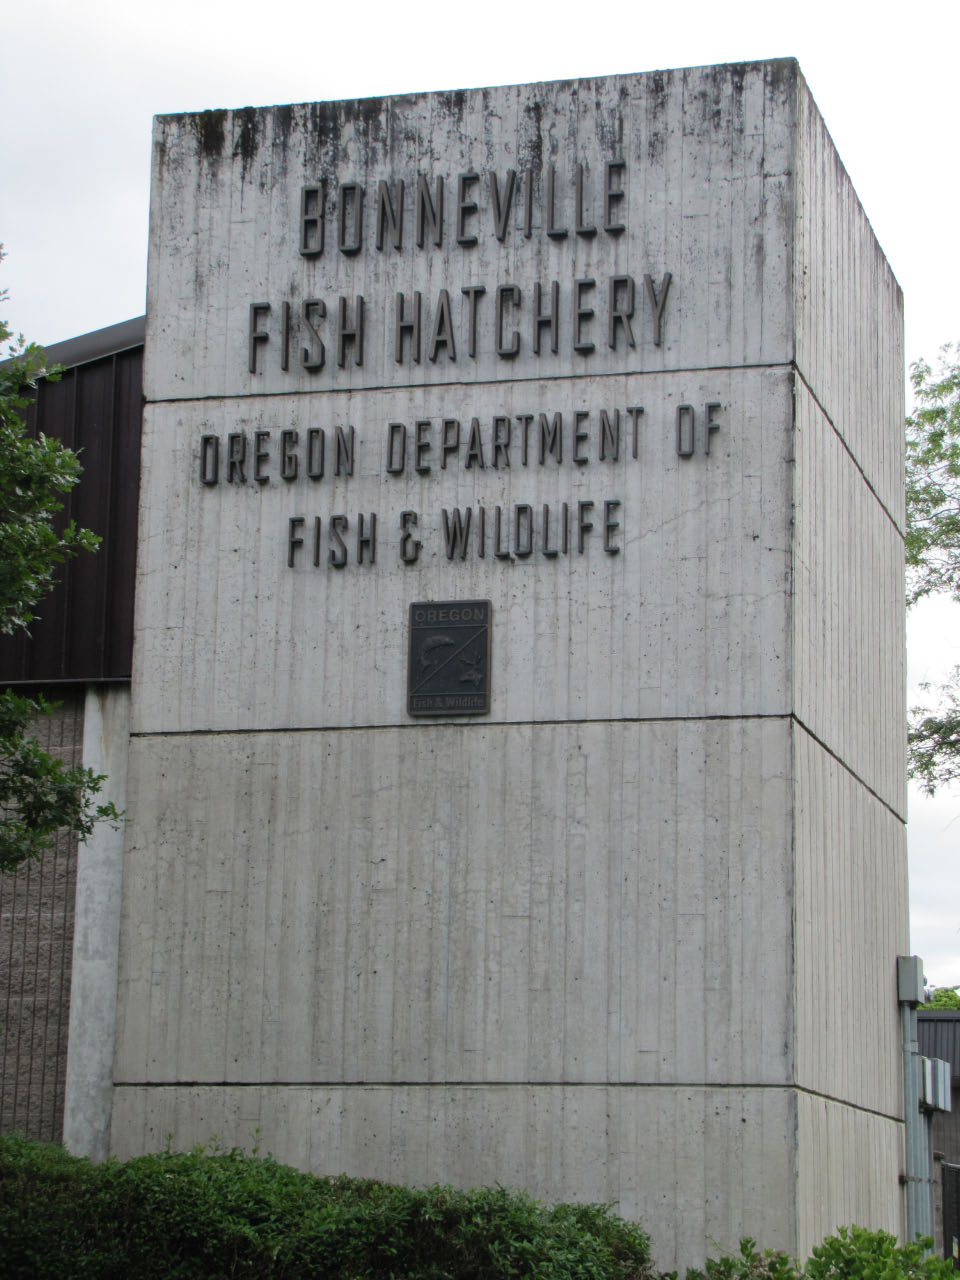 BONNEVILLE
FISH HATCHERY
OREGON DEPARTMENT OF
FISH & WILDLIFE
OREGON
Fish & Wildlife